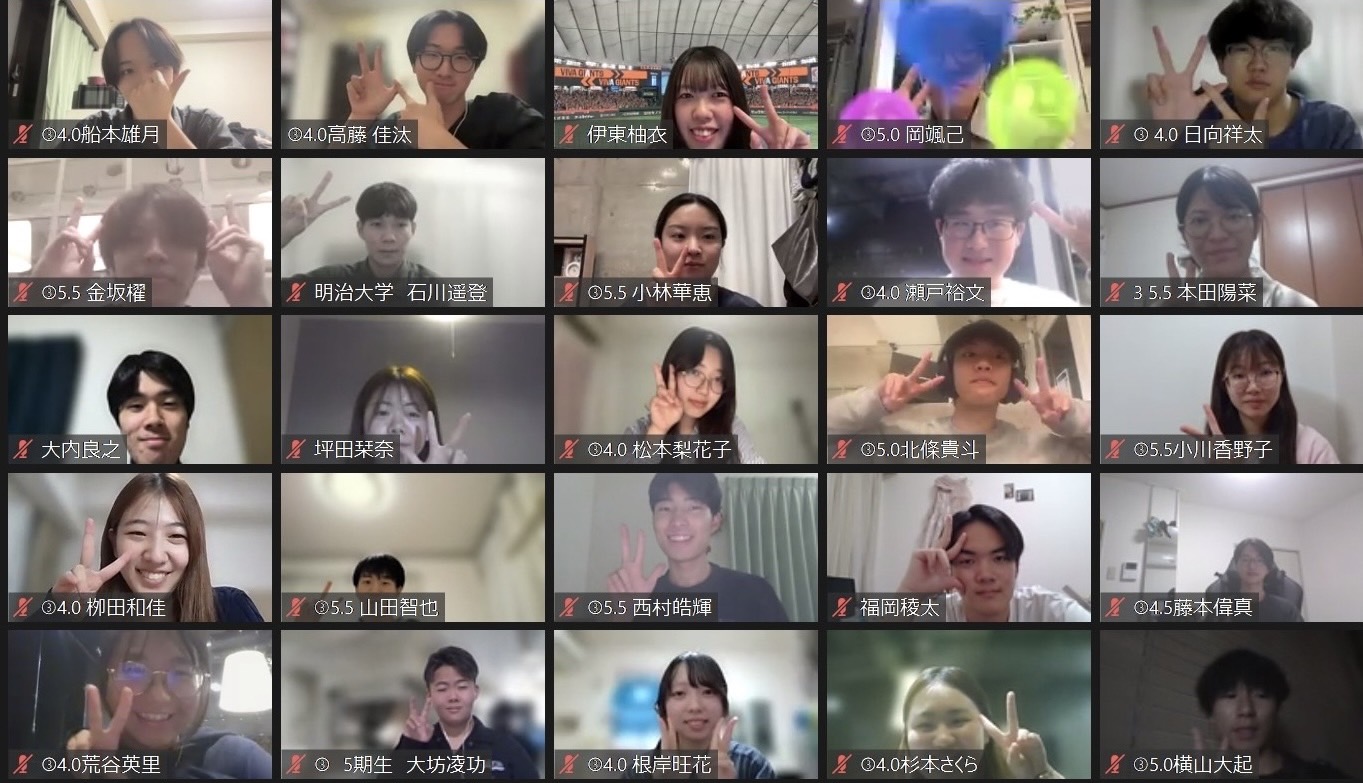 ③4.0船本雄月
③4.0高藤 佳汰
VIVA GIANTS
VIVA GIANTS
伊東柚衣
③5.0 岡颯己
③ 4.0 日向祥太
③5.5 金坂櫂
明治大学 石川遥登
③5.5 小林華恵
③4.0 瀬戸裕文
3 5.5 本田陽菜
大内良之
坪田栞奈
③4.0 松本梨花子
③5.0北條貴斗
③5.5小川香野子
③4.0 栁田和佳
③5.5 山田智也
③5.5 西村皓輝
福岡稜太
③4.5藤本偉真
③4.0荒谷英里
③ 5期生 大坊凌功
③4.0 根岸旺花
③4.0杉本さくら
③5.0横山大起